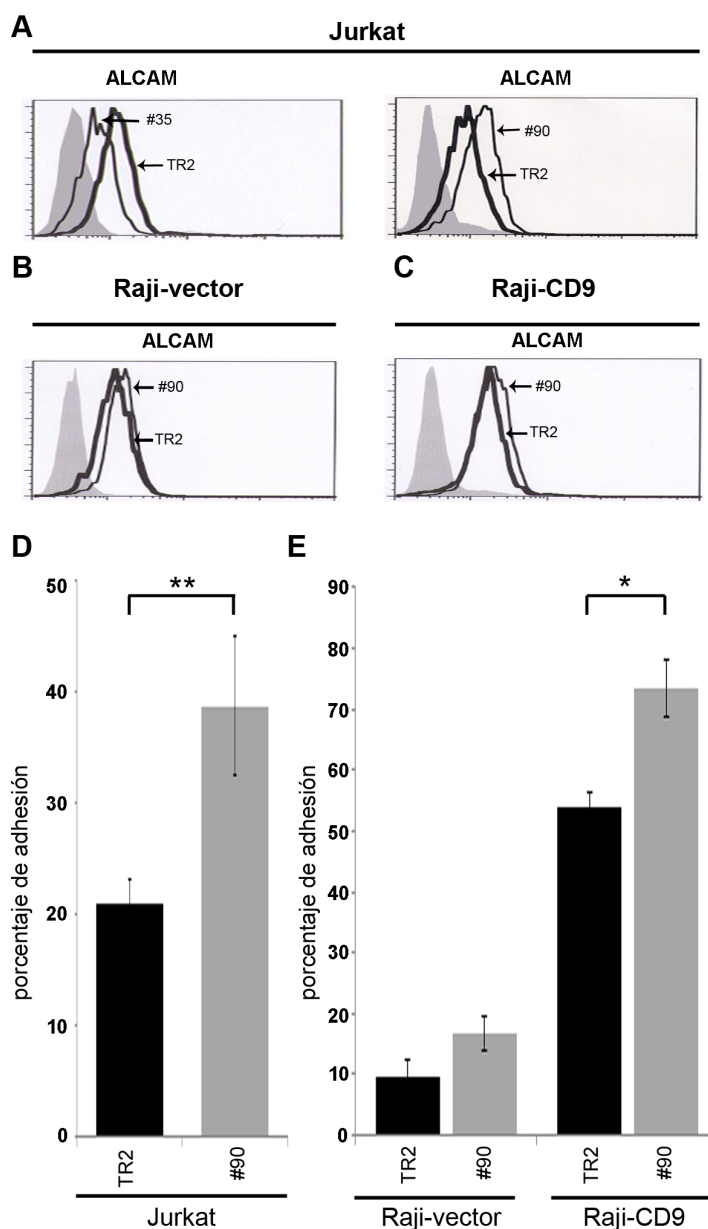 A
Jurkat
ALCAM
#35
TR2
ALCAM
#90
TR2
B
Raji-vector
ALCAM
#90
TR2
C
Raji-CD9
ALCAM
#90
TR2
D
porcentaje de adhesión
50
40
30
20
10
0
**
TR2
#90
Jurkat
E
porcentaje de adhesión
90
80
70
60
50
40
30
20
10
0
*
TR2
#90
TR2
#90
Raji-vector
Raji-CD9